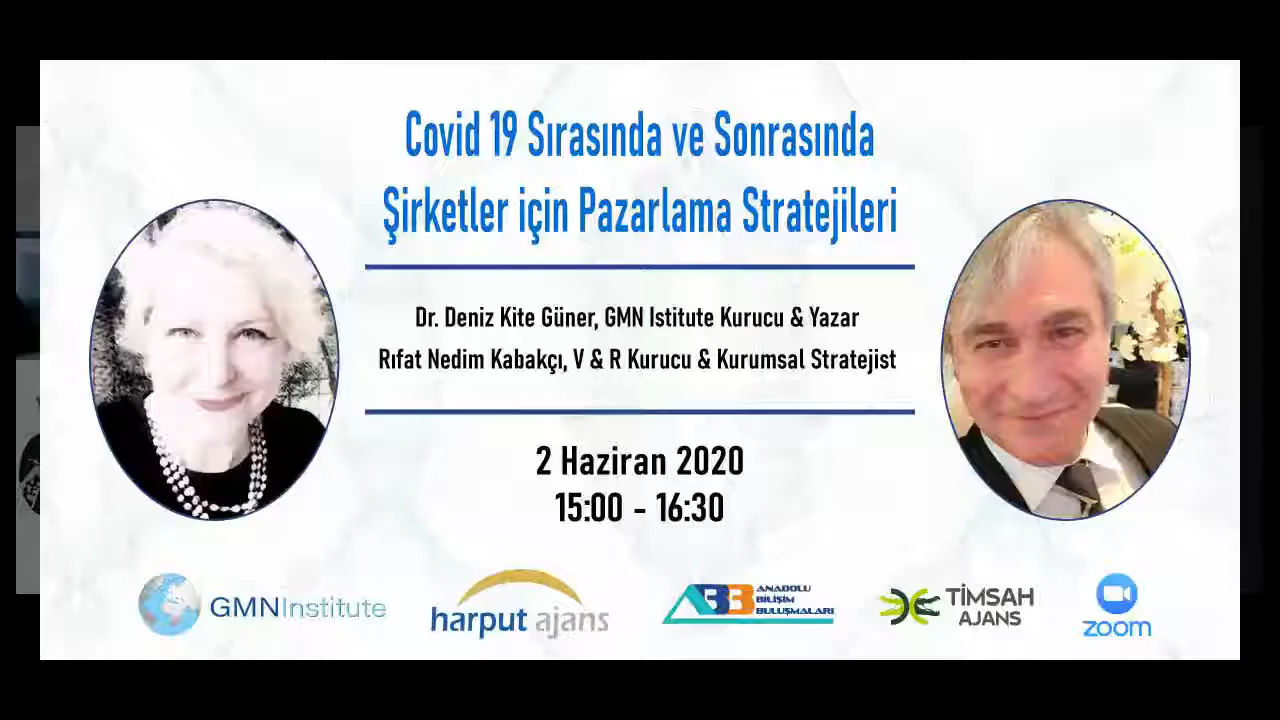 Covid 19 Sırasında ve Sonrasında
Şirketler için Pazarlama Stratejileri
Dr. Deniz Kite Güner, GMN Istitute Kurucu & Yazar
Rıfat Nedim Kabakçı, V & R Kurucu & Kurumsal Stratejist
2 Haziran 2020
15:00 - 16:30
GMNInstitute
harput ajans
ABB ANADOLU
BİLİŞİM
BULUŞMALARI
TİMSAH
AJANS
zoom